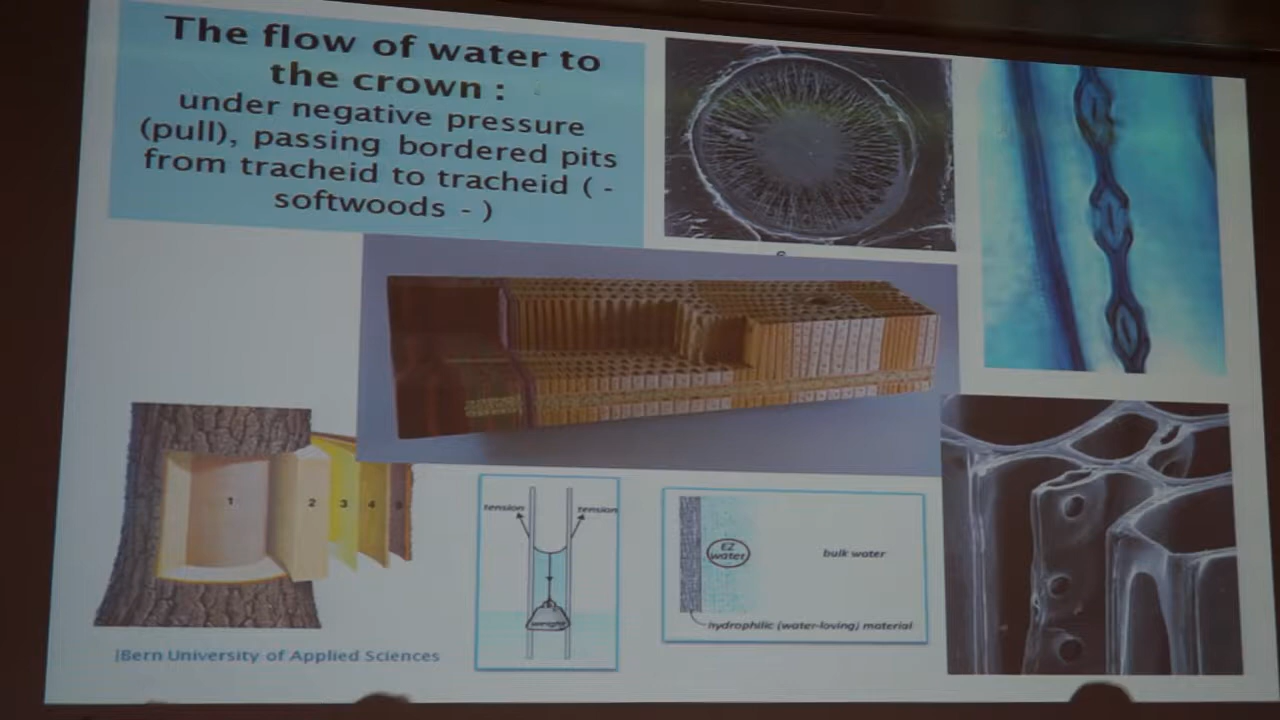 The flow of water to
the crown :
under negative pressure
(pull), passing bordered pits
from tracheid to tracheid ( -
softwoods - )
1
2
3
4
tension
tension
weight
EZ
water
bulk water
hydrophilic (water-loving) material
Bern University of Applied Sciences